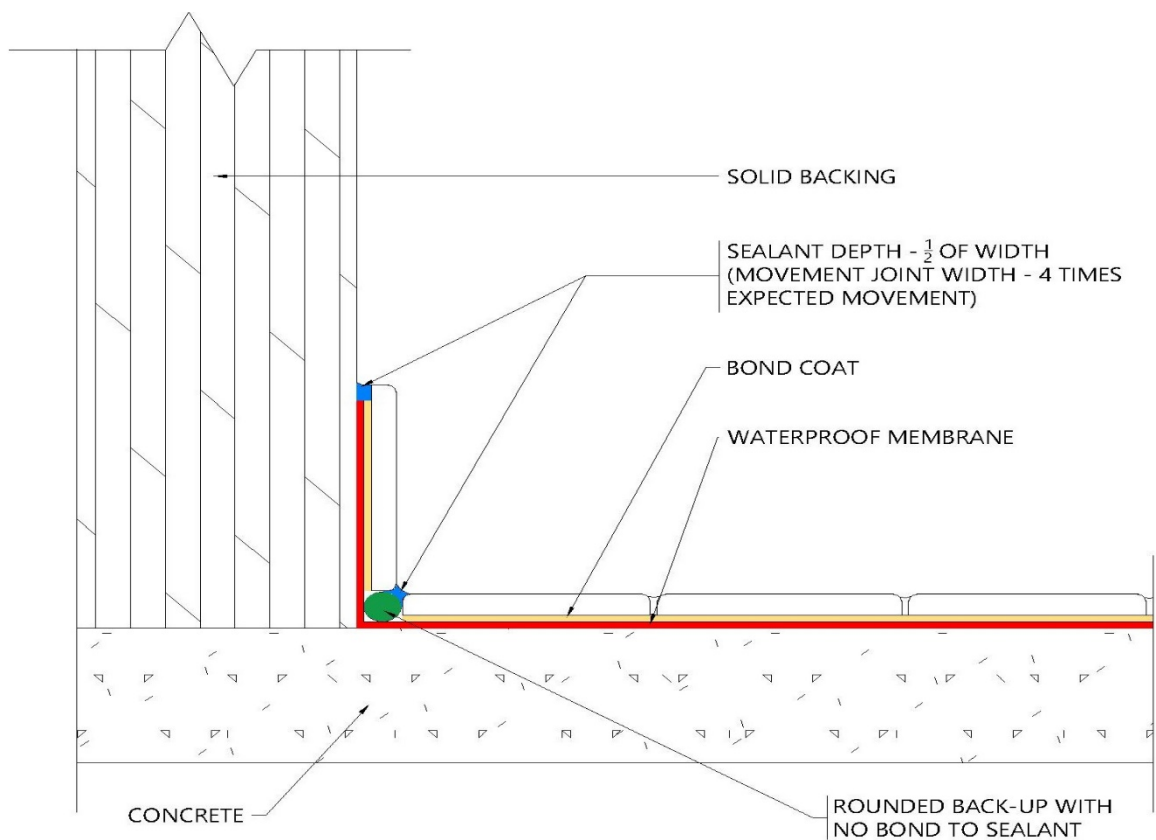 SOLID BACKING
SEALANT DEPTH - 1/2 OF WIDTH
(MOVEMENT JOINT WIDTH - 4 TIMES
EXPECTED MOVEMENT)
BOND COAT
WATERPROOF MEMBRANE
CONCRETE
ROUNDED BACK-UP WITH
NO BOND TO SEALANT